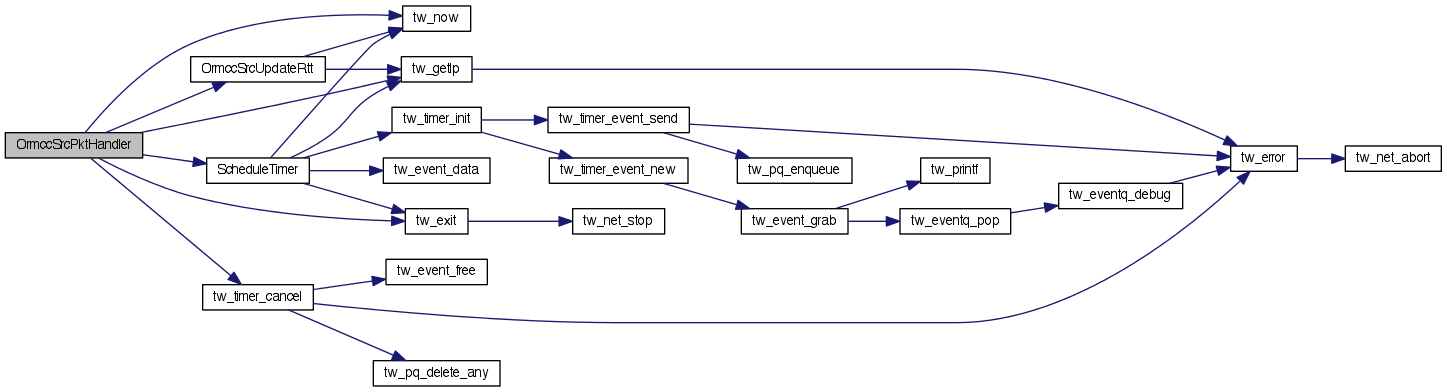 OrmccSrcPktHandler
tw_now
OrmccSrcUpdateRtt
tw_getlp
ScheduleTimer
tw_timer_init
tw_event_data
tw_exit
tw_timer_event_send
tw_timer_event_new
tw_net_stop
tw_pq_enqueue
tw_event_grab
tw_printf
tw_eventq_pop
tw_eventq_debug
tw_error
tw_net_abort
tw_timer_cancel
tw_event_free
tw_pq_delete_any